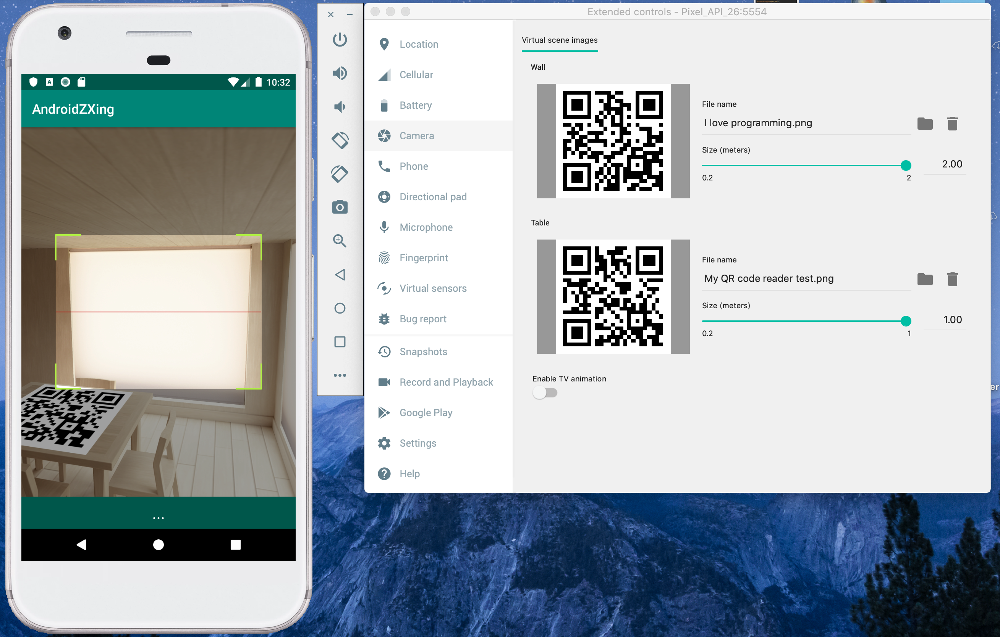 10:32
AndroidZXing
Extended controls - Pixel_API_26:5554
Location
Cellular
Battery
Camera
Phone
Directional pad
Microphone
Fingerprint
Virtual sensors
Bug report
Snapshots
Record and Playback
Google Play
Settings
Help
Virtual scene images
Wall
File name
I love programming.png
Size (meters)
2.00
0.2 2
Table
File name
My QR code reader test.png
Size (meters)
1.00
0.2 1
Enable TV animation
er